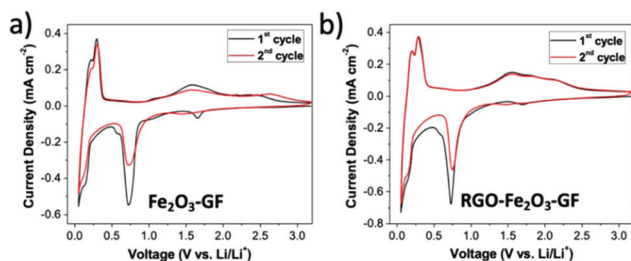 a)
0.4
0.2
0.0
-0.2
-0.4
-0.6
Current Density (mA cm⁻²)
1ˢᵗ cycle
2ⁿᵈ cycle
Fe₂O₃-GF
0.0 0.5 1.0 1.5 2.0 2.5 3.0
Voltage (V vs. Li/Li⁺)
b)
0.4
0.2
0.0
-0.2
-0.4
-0.6
-0.8
Current Density (mA cm⁻²)
1ˢᵗ cycle
2ⁿᵈ cycle
RGO-Fe₂O₃-GF
0.0 0.5 1.0 1.5 2.0 2.5 3.0
Voltage (V vs. Li/Li⁺)